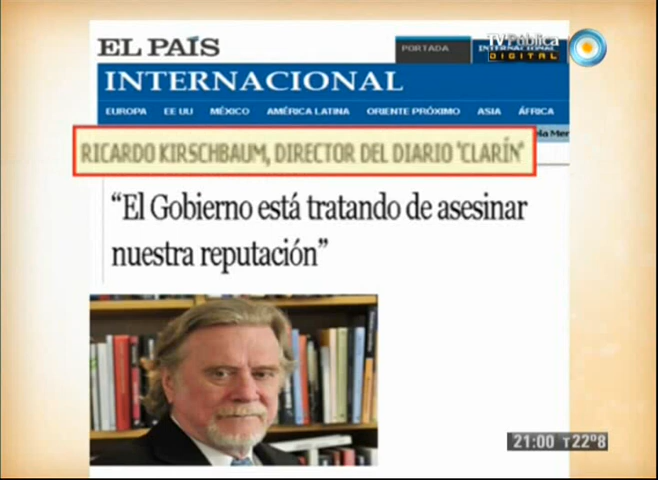 TV Pública
DIGITAL
EL PAÍS
PORTADA
INTERNACIONAL
INTERNACIONAL
EUROPA EE UU MÉXICO AMÉRICA LATINA ORIENTE PRÓXIMO ASIA ÁFRICA
RICARDO KIRSCHBAUM, DIRECTOR DEL DIARIO 'CLARÍN'
“El Gobierno está tratando de asesinar
nuestra reputación”
21:00 T22º8